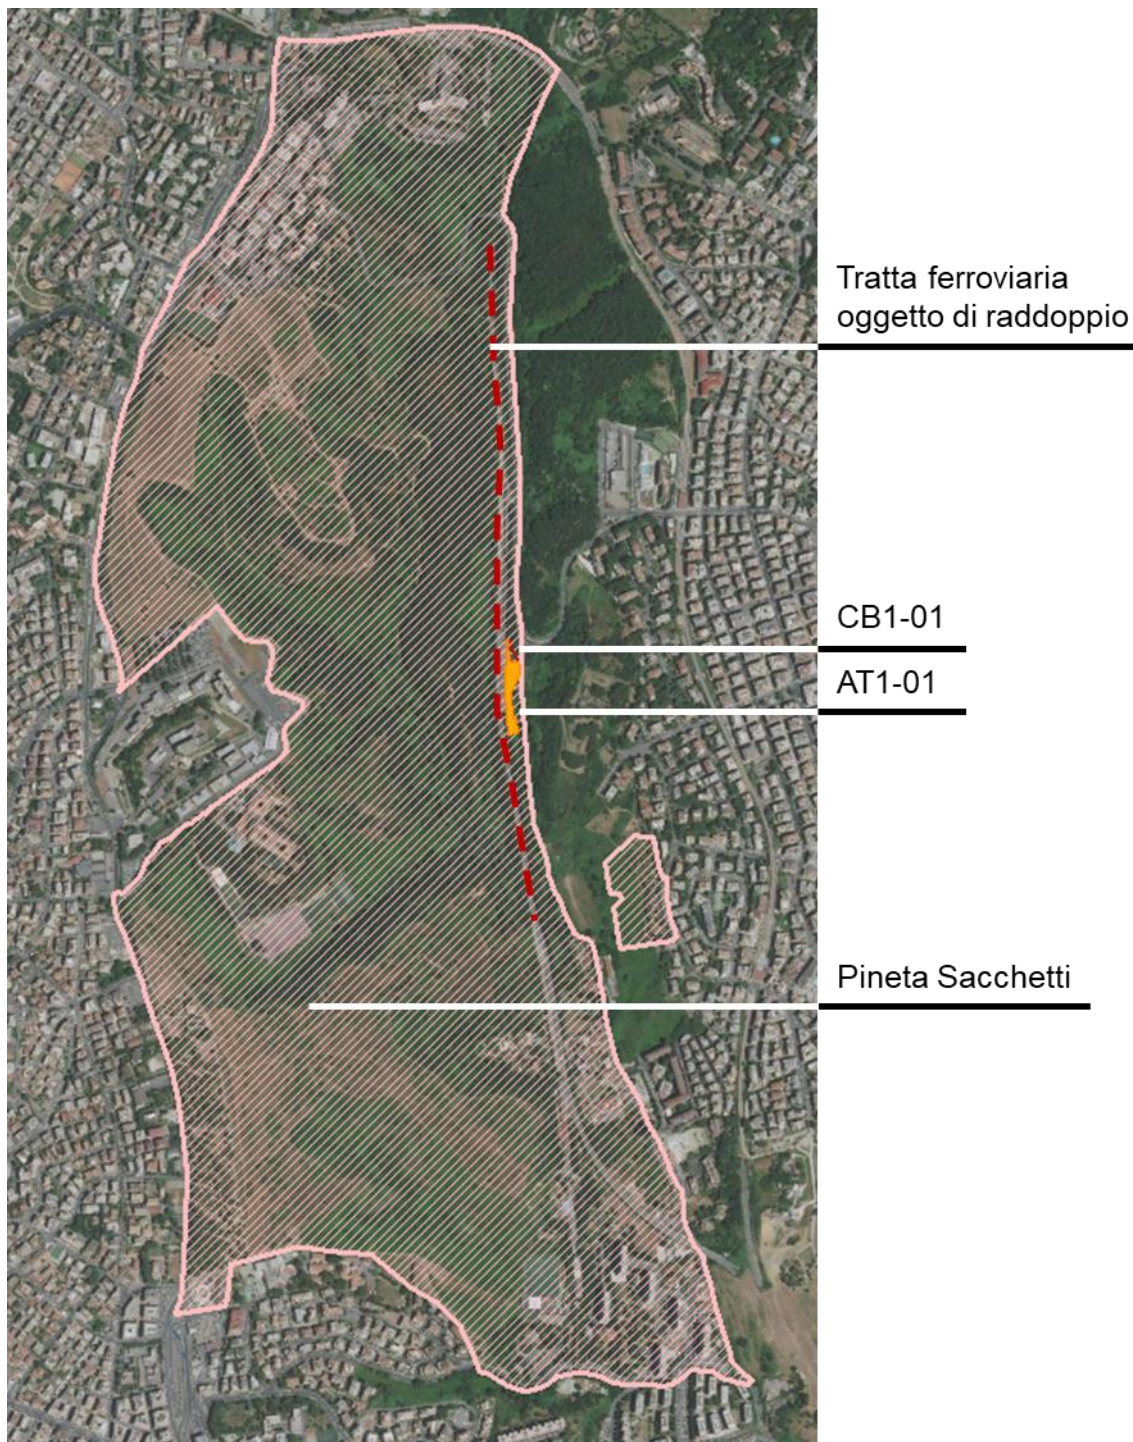 Tratta ferroviaria
oggetto di raddoppio
CB1-01
AT1-01
Pineta Sacchetti